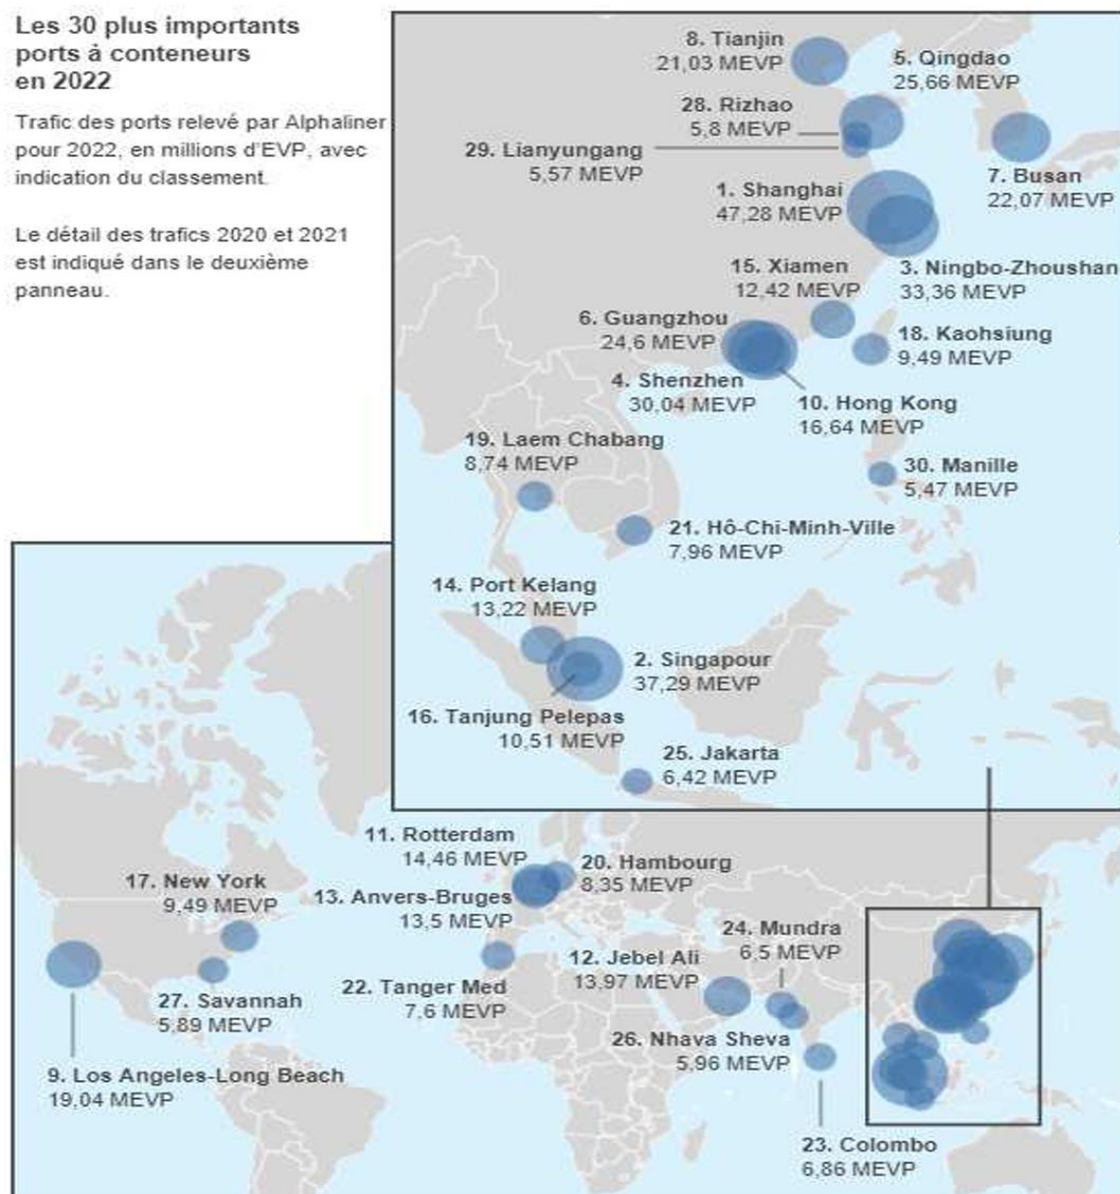 Les 30 plus importants
ports à conteneurs
en 2022
Trafic des ports relevé par Alphaliner
pour 2022, en millions d'EVP, avec
indication du classement.
Le détail des trafics 2020 et 2021
est indiqué dans le deuxième
panneau.
8. Tianjin
21,03 MEVP
5. Qingdao
25,66 MEVP
28. Rizhao
5,8 MEVP
29. Lianyungang
5,57 MEVP
7. Busan
22,07 MEVP
1. Shanghai
47,28 MEVP
3. Ningbo-Zhoushan
33,36 MEVP
15. Xiamen
12,42 MEVP
6. Guangzhou
24,6 MEVP
18. Kaohsiung
9,49 MEVP
4. Shenzhen
30,04 MEVP
10. Hong Kong
16,64 MEVP
19. Laem Chabang
8,74 MEVP
30. Manille
5,47 MEVP
21. Hô-Chi-Minh-Ville
7,96 MEVP
14. Port Kelang
13,22 MEVP
2. Singapour
37,29 MEVP
16. Tanjung Pelepas
10,51 MEVP
25. Jakarta
6,42 MEVP
11. Rotterdam
14,46 MEVP
20. Hambourg
8,35 MEVP
17. New York
9,49 MEVP
13. Anvers-Bruges
13,5 MEVP
24. Mundra
6,5 MEVP
12. Jebel Ali
13,97 MEVP
22. Tanger Med
7,6 MEVP
27. Savannah
5,89 MEVP
26. Nhava Sheva
5,96 MEVP
9. Los Angeles-Long Beach
19,04 MEVP
23. Colombo
6,86 MEVP